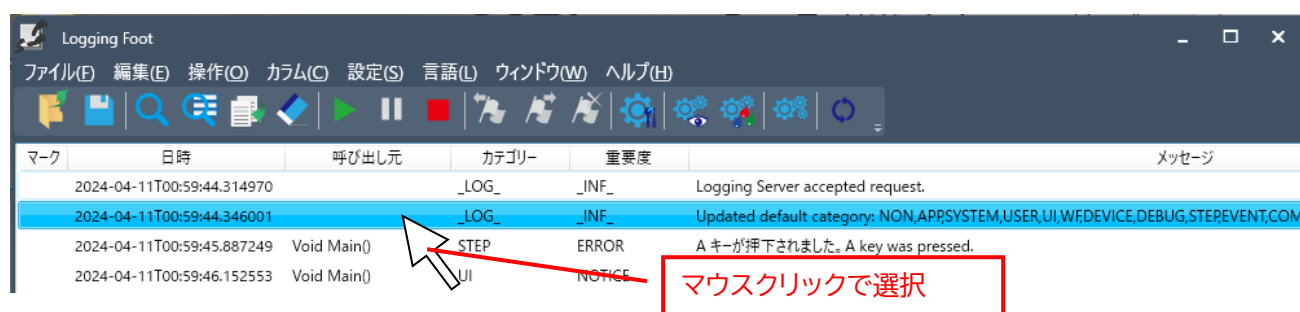 Logging Foot
ファイル(F) 編集(E) 操作(O) カラム(C) 設定(S) 言語(L) ウィンドウ(W) ヘルプ(H)
マーク 日時 呼び出し元 カテゴリー 重要度 メッセージ
2024-04-11T00:59:44.314970 _LOG_ _INF_ Logging Server accepted request.
2024-04-11T00:59:44.346001 _LOG_ _INF_ Updated default category: NON,APP,SYSTEM,USER,UI,WF,DEVICE,DEBUG,STEP,EVENT,COM
2024-04-11T00:59:45.887249 Void Main() STEP ERROR A キーが押下されました。A key was pressed.
2024-04-11T00:59:46.152553 Void Main() UI NOTICE
マウスクリックで選択